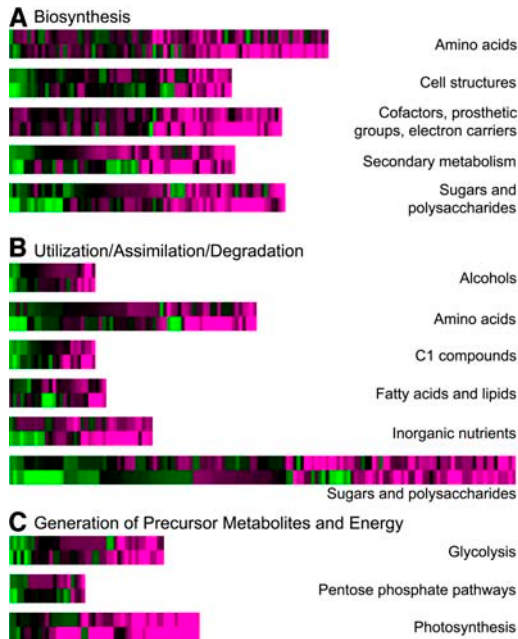 A Biosynthesis
Amino acids
Cell structures
Cofactors, prosthetic
groups, electron carriers
Secondary metabolism
Sugars and
polysaccharides
B Utilization/Assimilation/Degradation
Alcohols
Amino acids
C1 compounds
Fatty acids and lipids
Inorganic nutrients
Sugars and polysaccharides
C Generation of Precursor Metabolites and Energy
Glycolysis
Pentose phosphate pathways
Photosynthesis